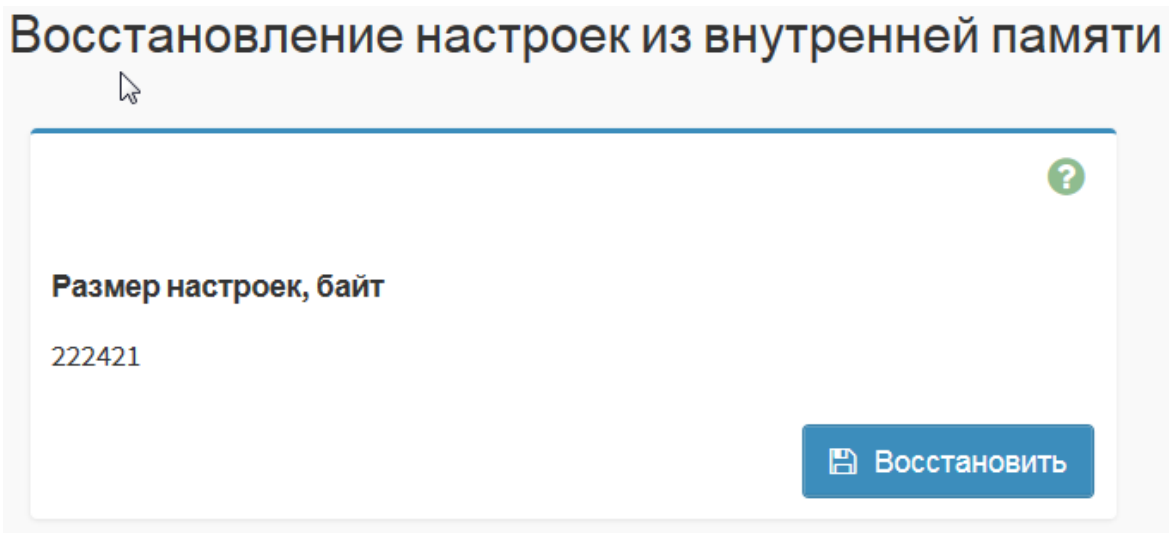 Восстановление настроек из внутренней памяти
?
Размер настроек, байт
222421
Восстановить